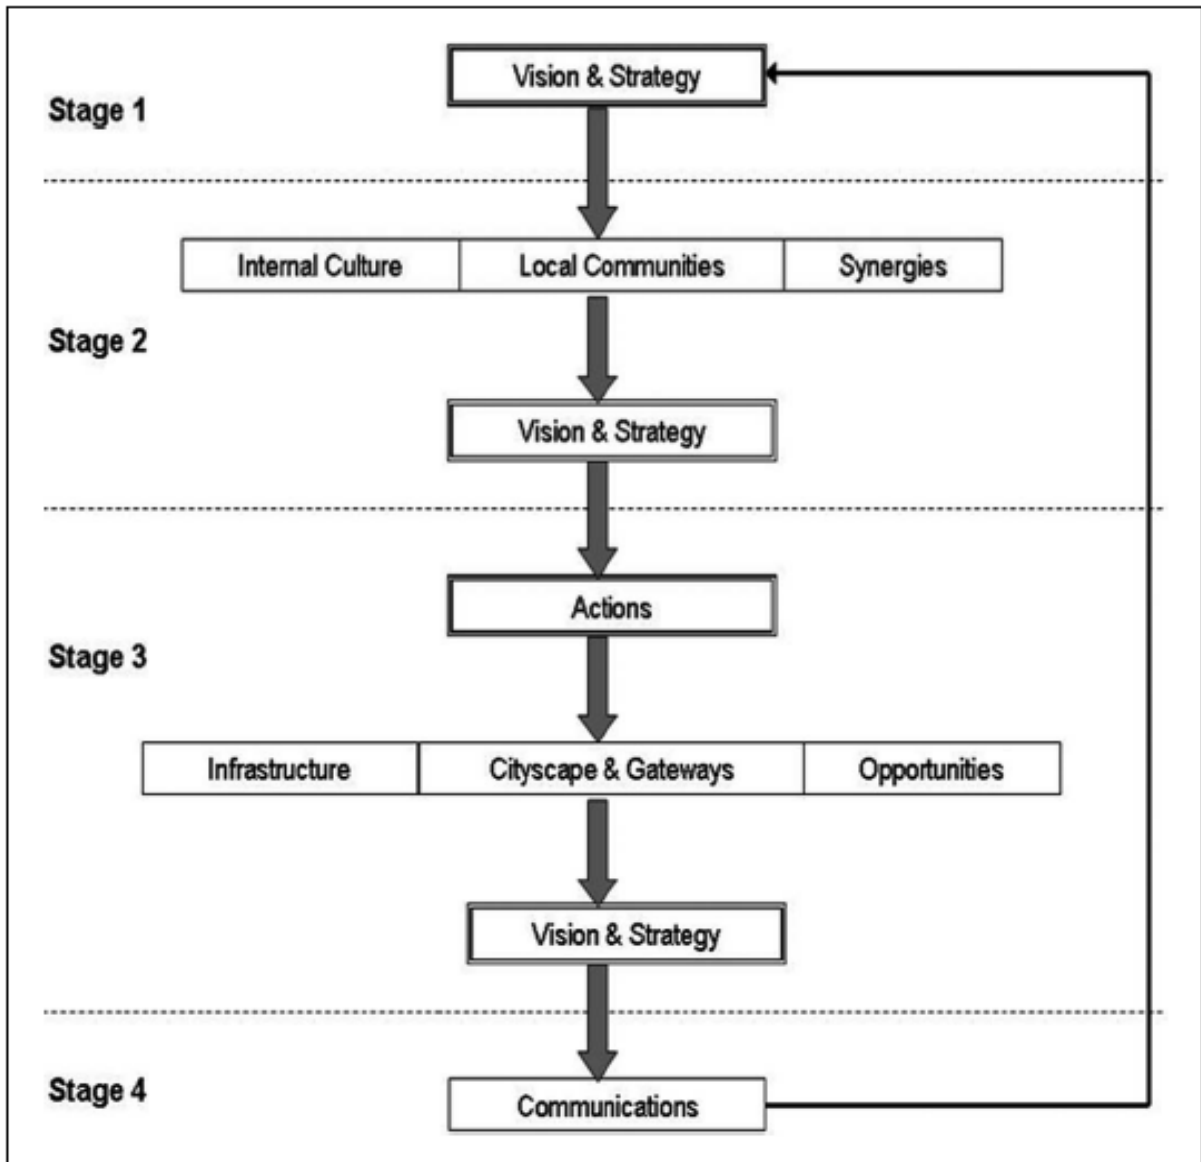 Vision & Strategy
Stage 1
Internal Culture
Local Communities
Synergies
Stage 2
Vision & Strategy
Actions
Stage 3
Infrastructure
Cityscape & Gateways
Opportunities
Vision & Strategy
Stage 4
Communications